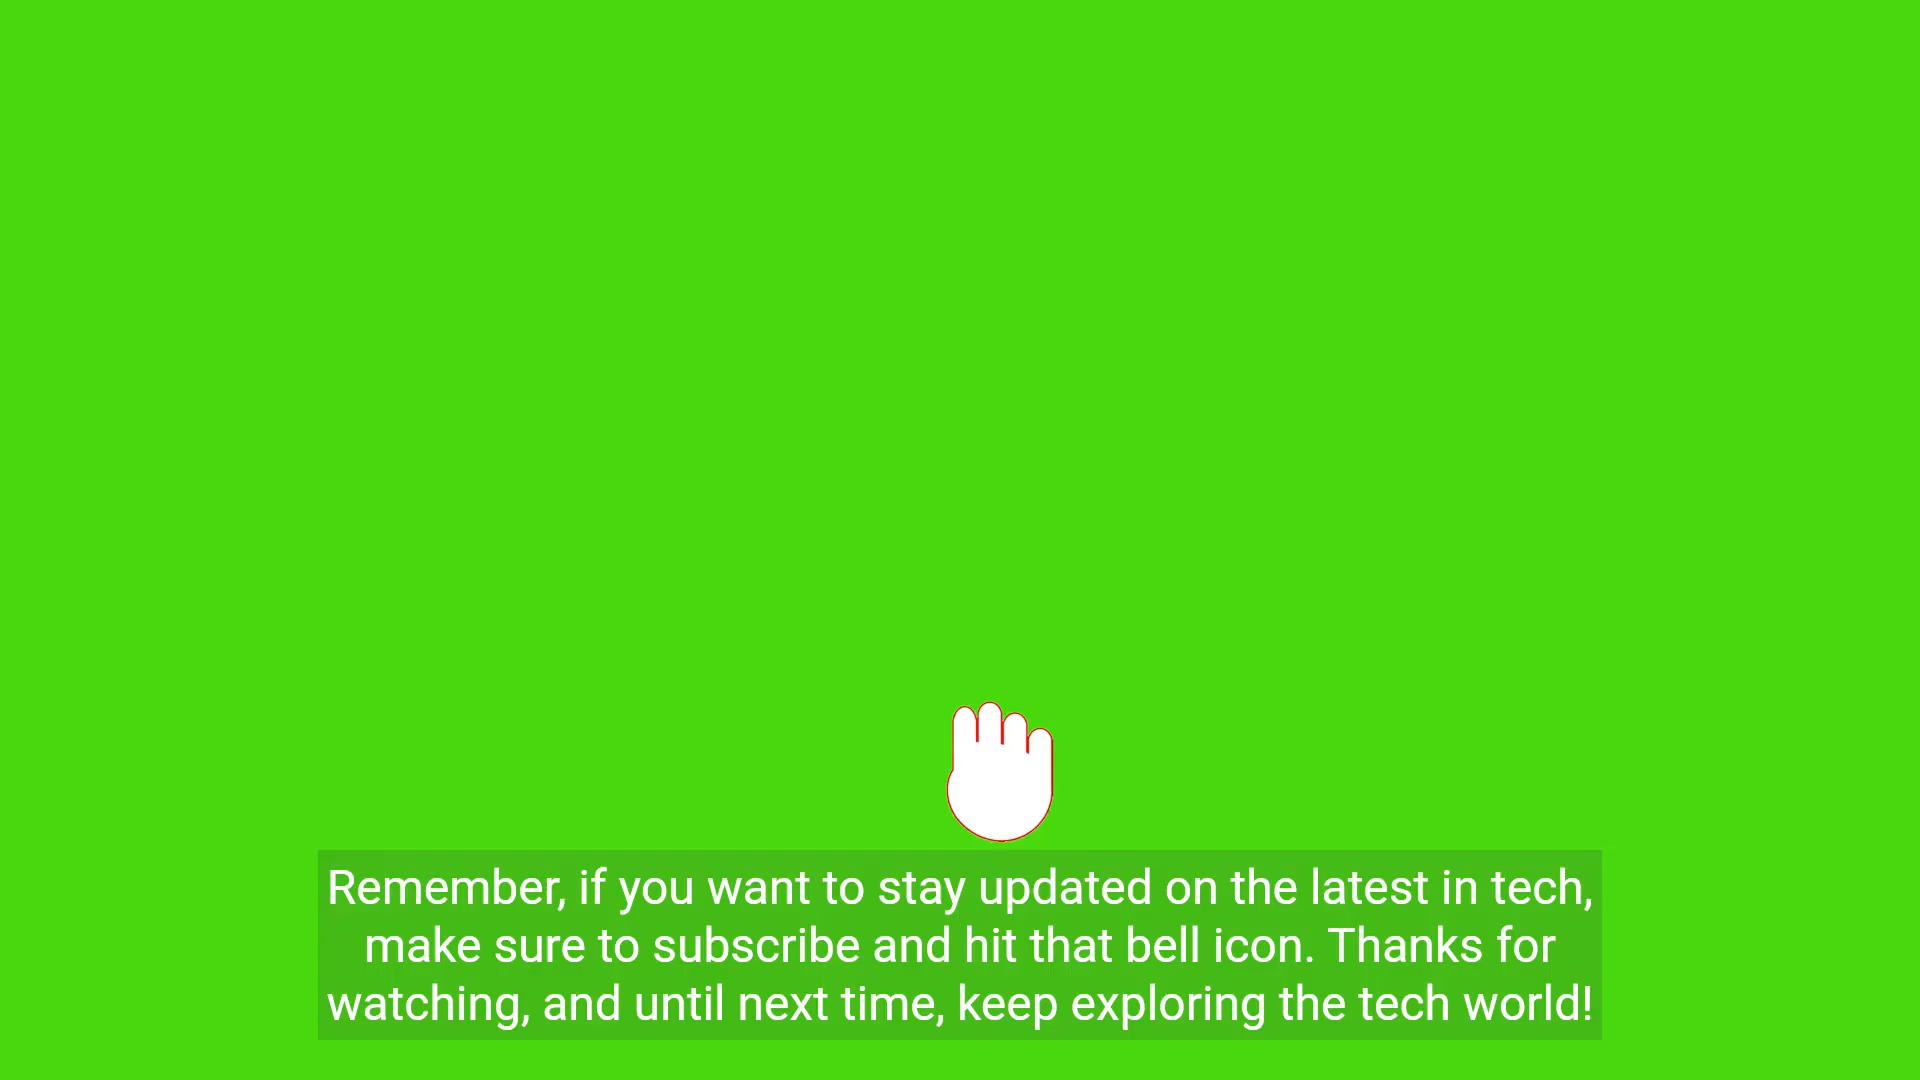 Remember, if you want to stay updated on the latest in tech,
make sure to subscribe and hit that bell icon. Thanks for
watching, and until next time, keep exploring the tech world!